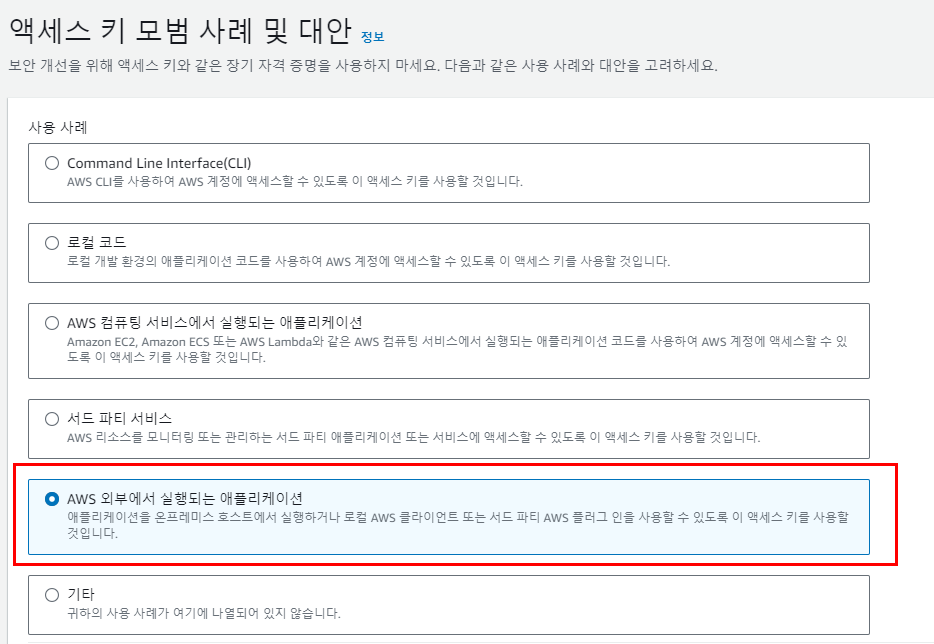 액세스 키 모범 사례 및 대안 정보
보안 개선을 위해 액세스 키와 같은 장기 자격 증명을 사용하지 마세요. 다음과 같은 사용 사례와 대안을 고려하세요.
사용 사례
Command Line Interface(CLI)
AWS CLI를 사용하여 AWS 계정에 액세스할 수 있도록 이 액세스 키를 사용할 것입니다.
로컬 코드
로컬 개발 환경의 애플리케이션 코드를 사용하여 AWS 계정에 액세스할 수 있도록 이 액세스 키를 사용할 것입니다.
AWS 컴퓨팅 서비스에서 실행되는 애플리케이션
Amazon EC2, Amazon ECS 또는 AWS Lambda와 같은 AWS 컴퓨팅 서비스에서 실행되는 애플리케이션 코드를 사용하여 AWS 계정에 액세스할 수 있
도록 이 액세스 키를 사용할 것입니다.
서드 파티 서비스
AWS 리소스를 모니터링 또는 관리하는 서드 파티 애플리케이션 또는 서비스에 액세스할 수 있도록 이 액세스 키를 사용할 것입니다.
AWS 외부에서 실행되는 애플리케이션
애플리케이션을 온프레미스 호스트에서 실행하거나 로컬 AWS 클라이언트 또는 서드 파티 AWS 플러그 인을 사용할 수 있도록 이 액세스 키를 사용할
것입니다.
기타
귀하의 사용 사례가 여기에 나열되어 있지 않습니다.